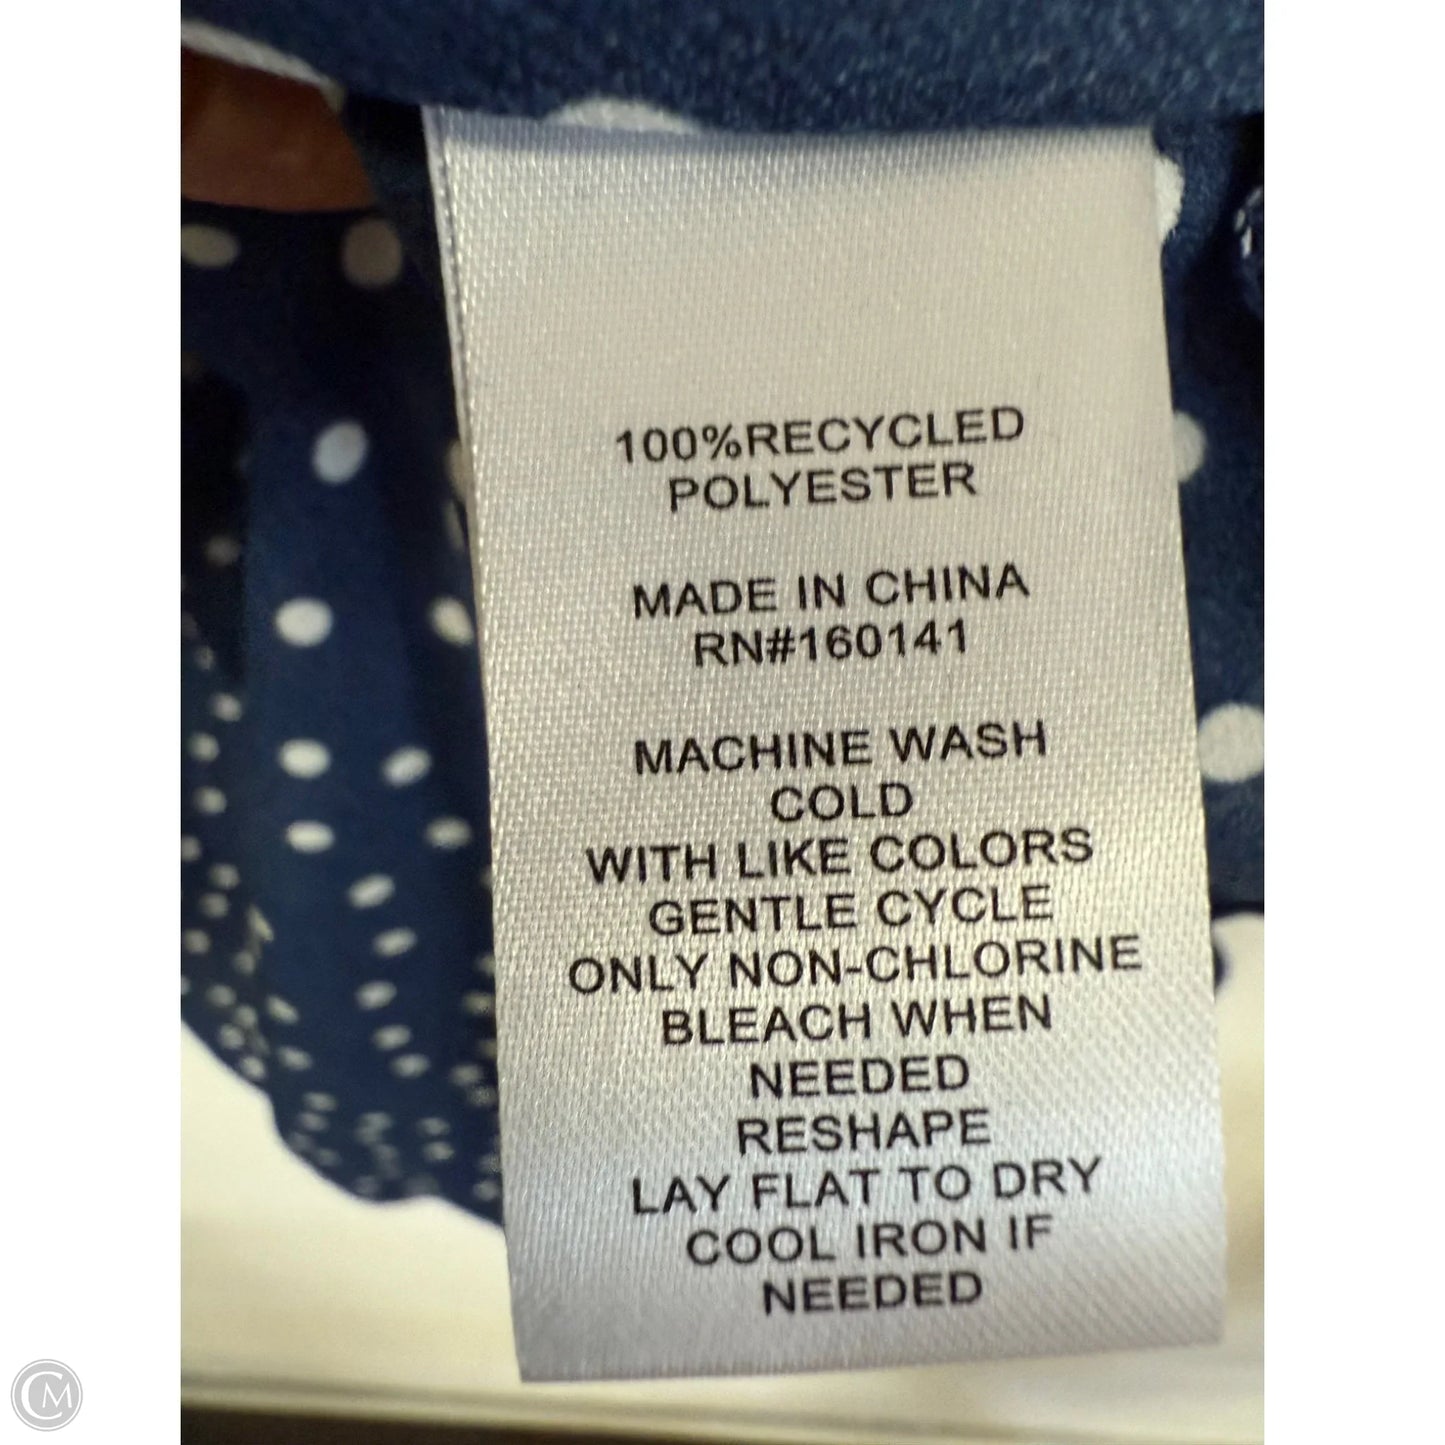 100%RECYCLED
POLYESTER
MADE IN CHINA
RN#160141
MACHINE WASH
COLD
WITH LIKE COLORS
GENTLE CYCLE
ONLY NON-CHLORINE
BLEACH WHEN
NEEDED
RESHAPE
LAY FLAT TO DRY
COOL IRON IF
NEEDED
CM